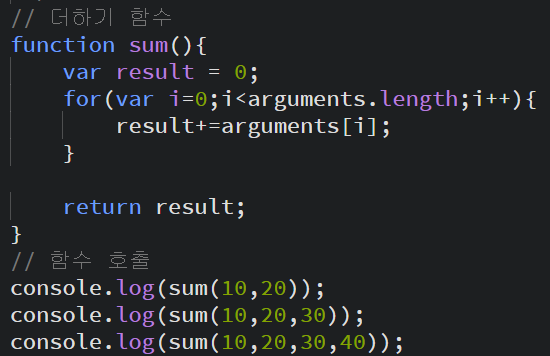 // 더하기 함수
function sum(){
    var result = 0;
    for(var i=0;i<arguments.length;i++){
        result+=arguments[i];
    }

    return result;
}
// 함수 호출
console.log(sum(10,20));
console.log(sum(10,20,30));
console.log(sum(10,20,30,40));